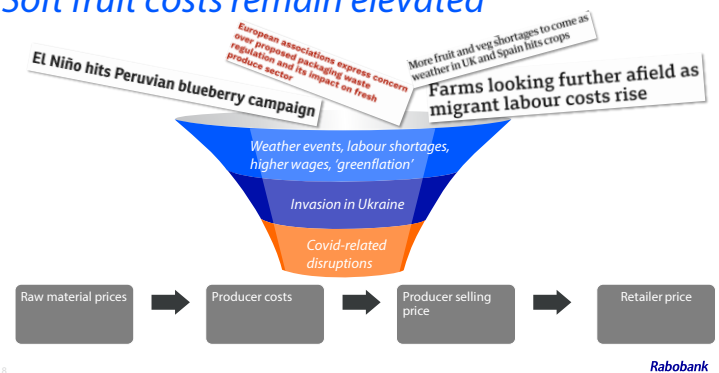 Soft fruit costs remain elevated
El Niño hits Peruvian blueberry campaign
European associations express concern
over proposed packaging waste
regulation and its impact on fresh
produce sector
More fruit and veg shortages to come as
weather in UK and Spain hits crops
Farms looking further afield as
migrant labour costs rise
Weather events, labour shortages,
higher wages, ‘greenflation’
Invasion in Ukraine
Covid-related
disruptions
Raw material prices
Producer costs
Producer selling
price
Retailer price
8
Rabobank